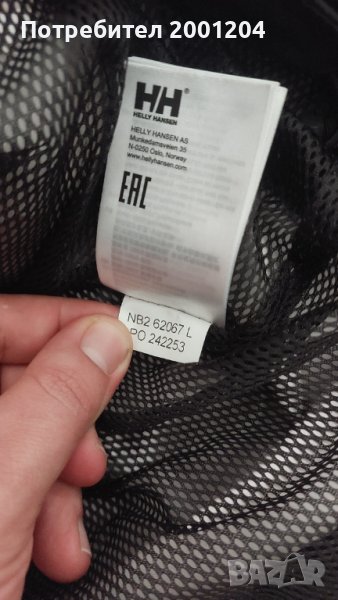 Потребител 2001204
HH
HELLY HANSEN
HELLY HANSEN AS
Munkedamsveien 35
N-0250 Oslo, Norway
www.hellyhansen.com
EAC
NB2 62067 L
PO 242253
BAZAR